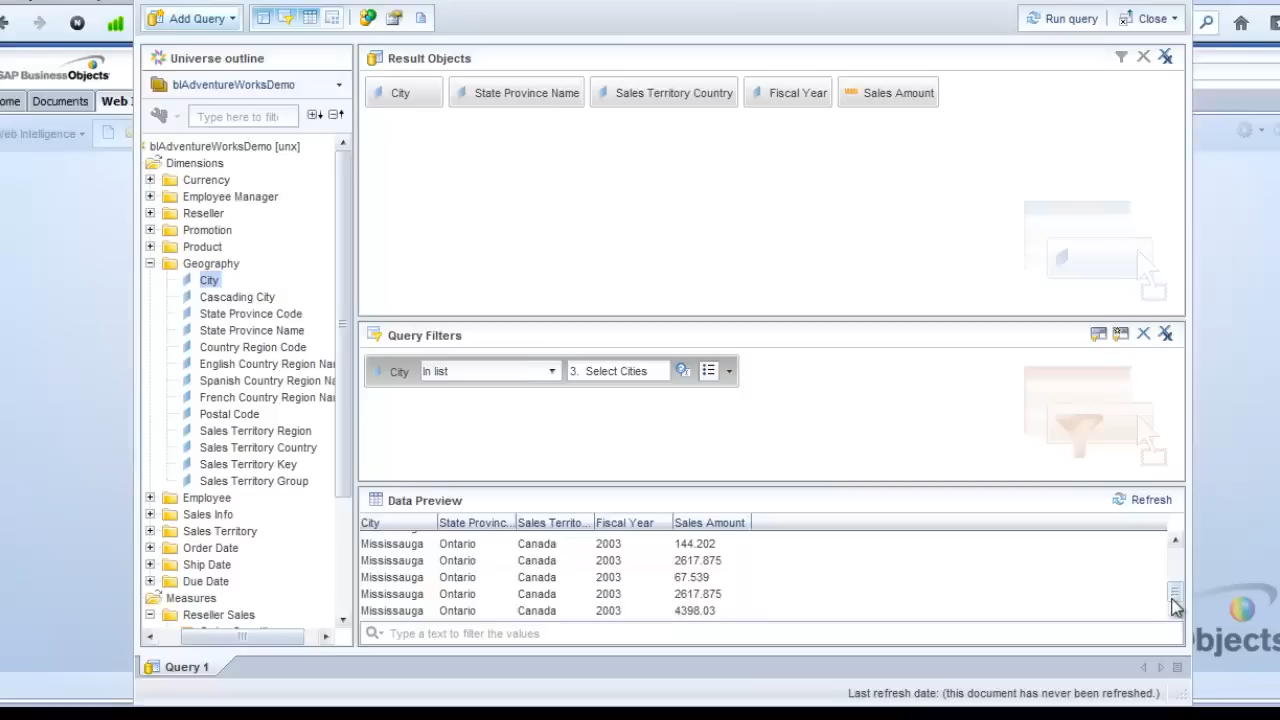 Add Query
Run query
Close
SAP BusinessObjects
ome
Documents
Web I
eb Intelligence
Universe outline
blAdventureWorksDemo
Type here to filt
blAdventureWorksDemo [unx]
Dimensions
Currency
Employee Manager
Reseller
Promotion
Product
Geography
City
Cascading City
State Province Code
State Province Name
Country Region Code
English Country Region Na
Spanish Country Region Na
French Country Region Na
Postal Code
Sales Territory Region
Sales Territory Country
Sales Territory Key
Sales Territory Group
Employee
Sales Info
Sales Territory
Order Date
Ship Date
Due Date
Measures
Reseller Sales
Result Objects
City State Province Name Sales Territory Country Fiscal Year Sales Amount
Query Filters
City In list 3. Select Cities
Data Preview
Refresh
City State Provinc... Sales Territo... Fiscal Year Sales Amount
Mississauga Ontario Canada 2003 144.202
Mississauga Ontario Canada 2003 2617.875
Mississauga Ontario Canada 2003 67.539
Mississauga Ontario Canada 2003 2617.875
Mississauga Ontario Canada 2003 4398.03
Type a text to filter the values
Query 1
Last refresh date: (this document has never been refreshed.)
bjects